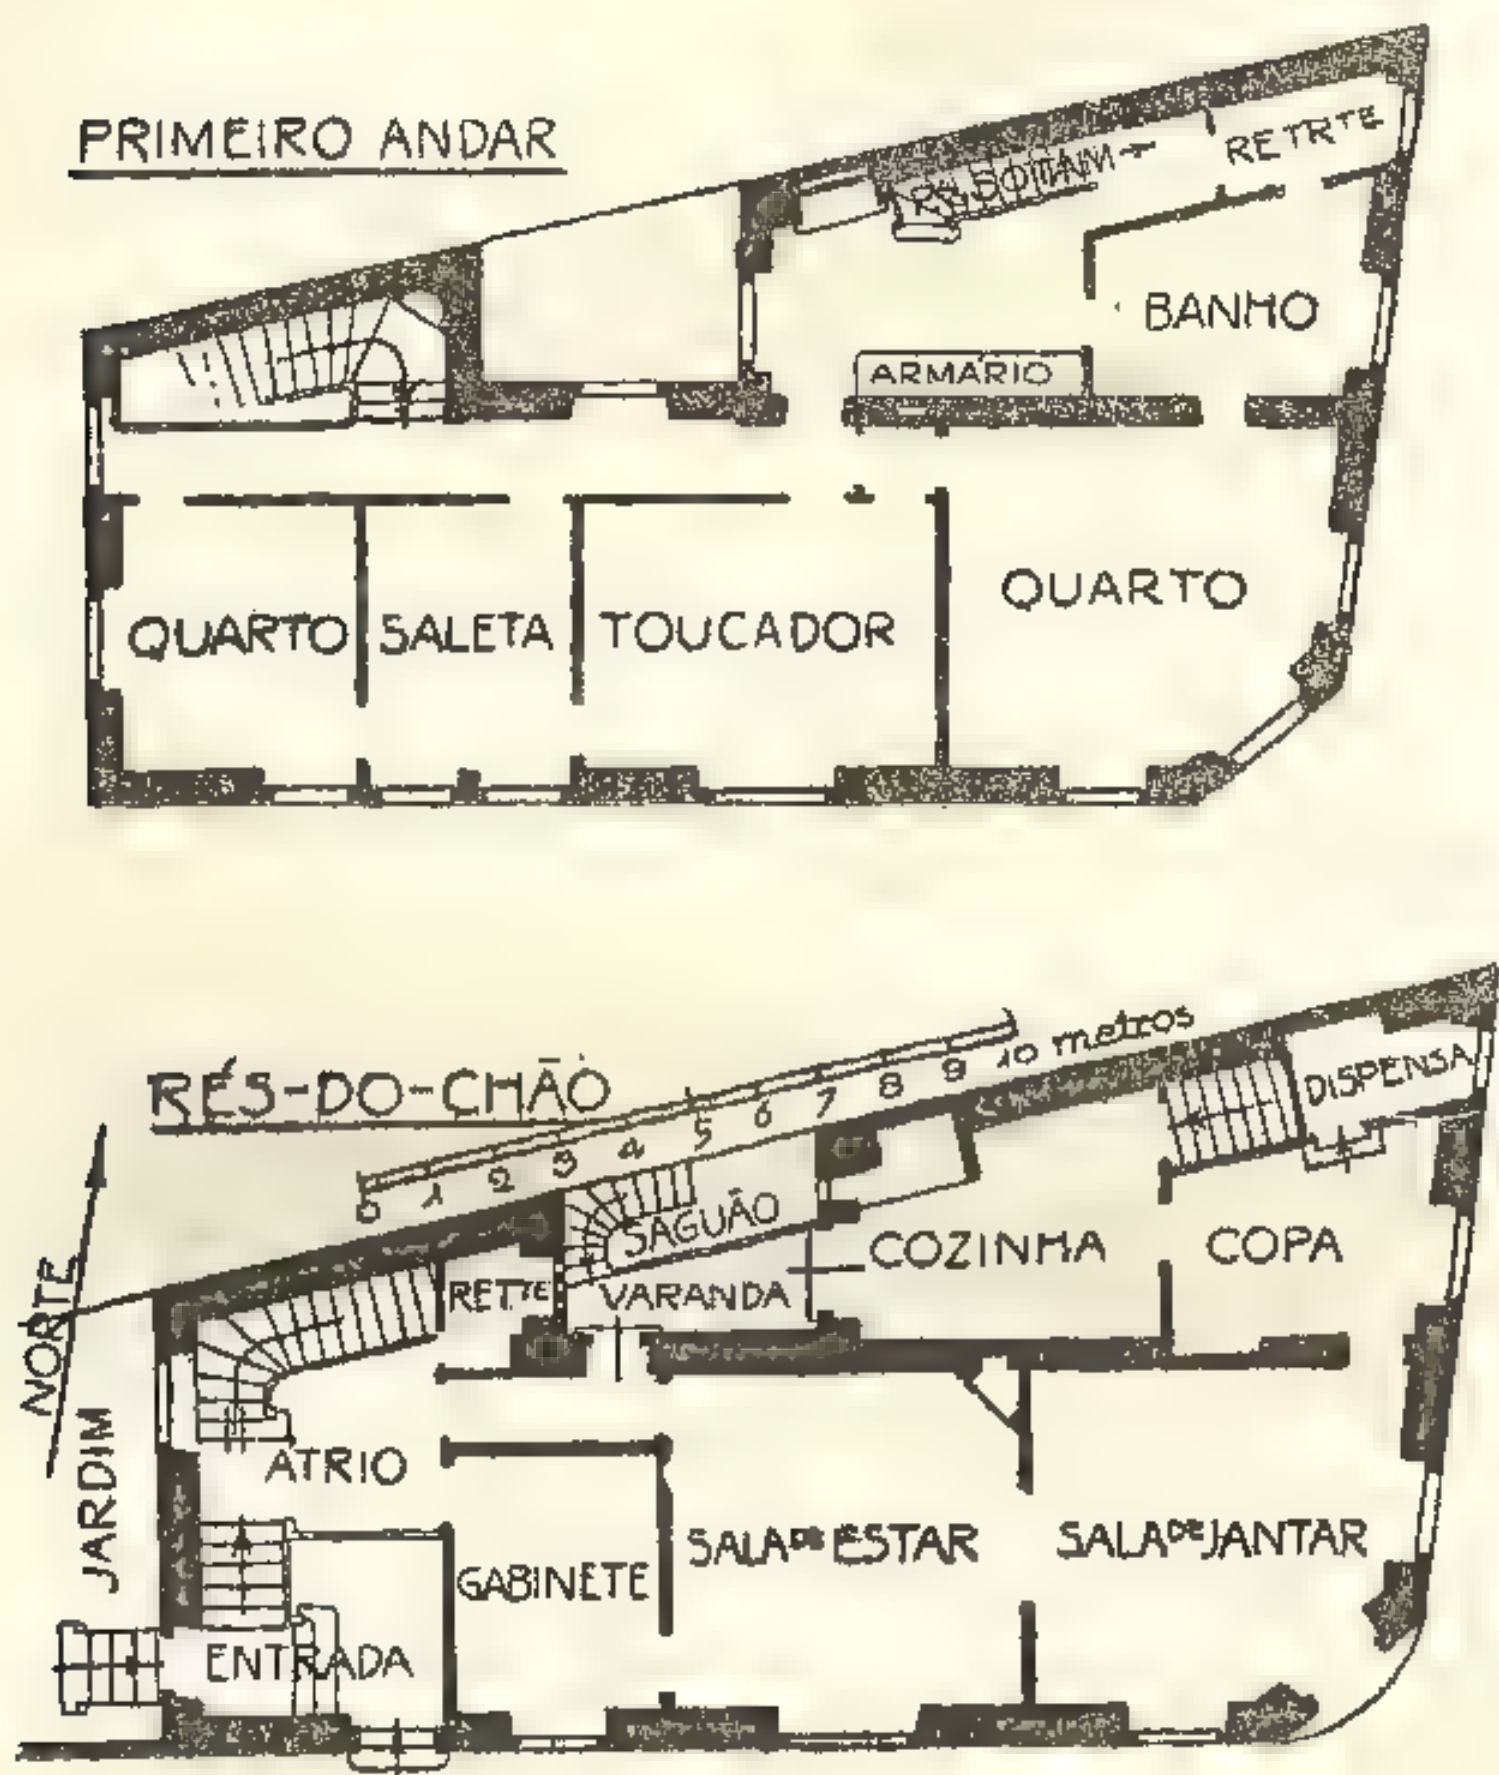 PRIMEIRO ANDAR
RETRTE
BANHO
ARMARIO
QUARTO
QUARTO
SALETA
TOUCADOR
RÉS-DO-CHÃO
0 1 2 3 4 5 6 7 8 9 10 metros
NORTE
JARDIM
DISPENSA
SAGUÃO
RETTE
VARANDA
COZINHA
COPA
ATRIO
GABINETE
SALA DE ESTAR
SALA DE JANTAR
ENTRADA